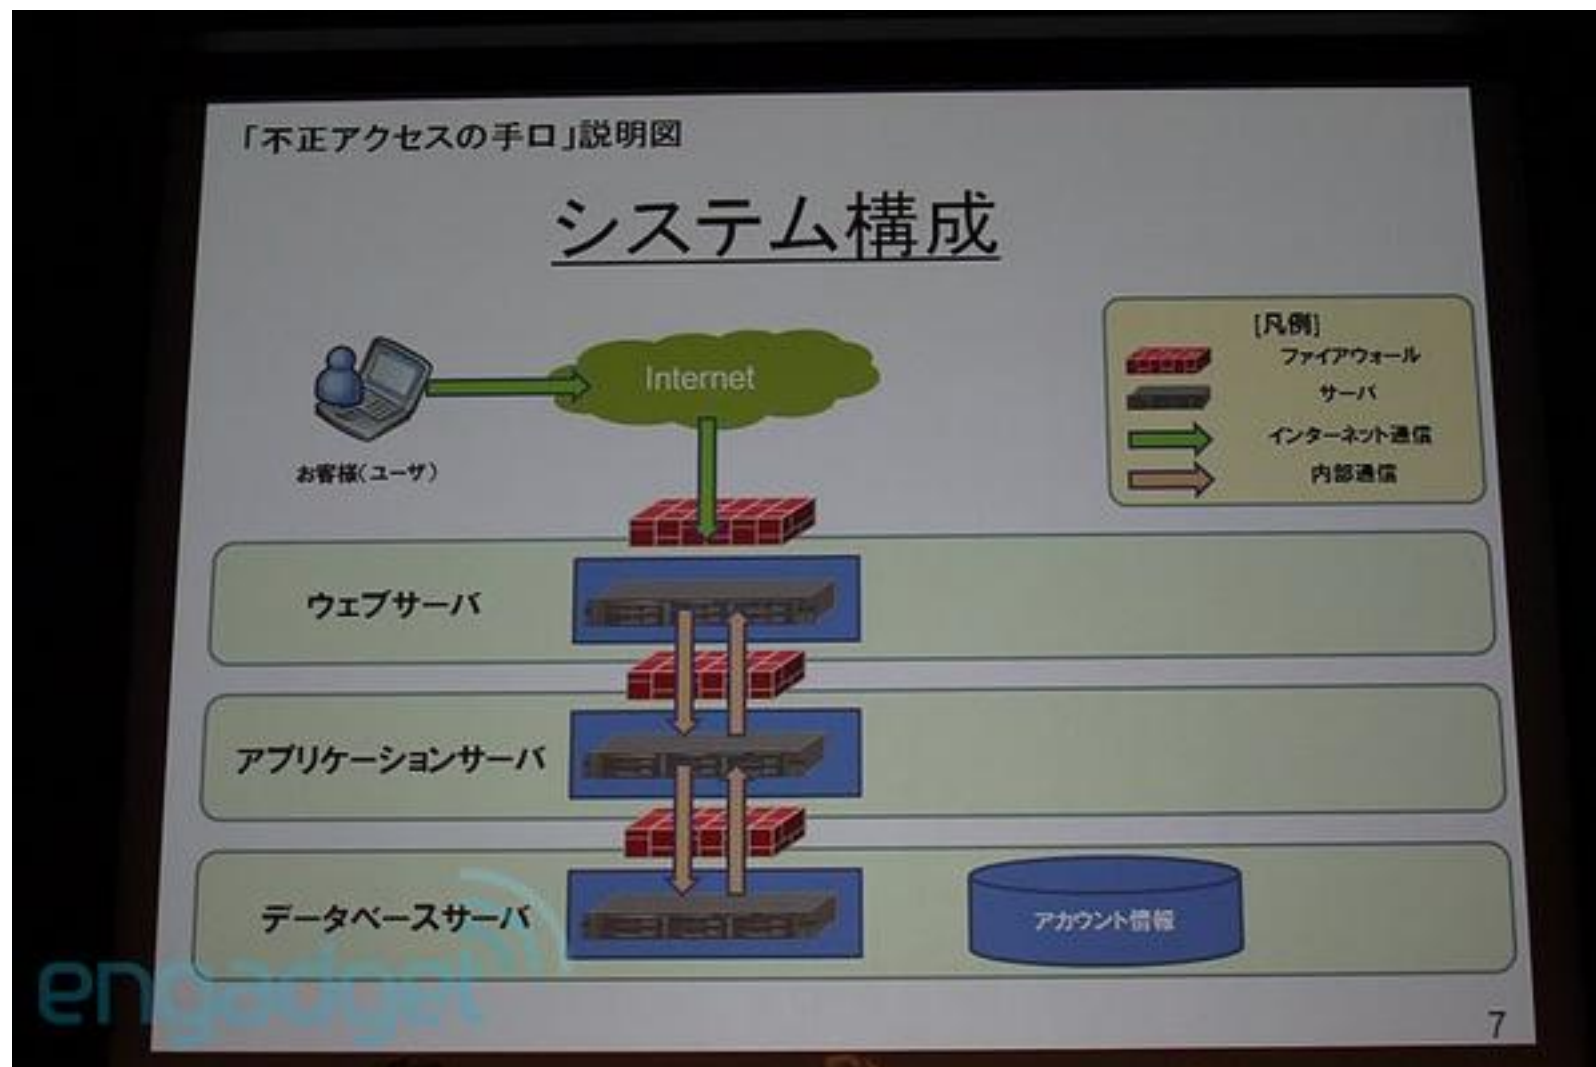 「不正アクセスの手口」説明図
システム構成
[凡例]
ファイアウォール
サーバ
インターネット通信
内部通信
Internet
お客様(ユーザ)
ウェブサーバ
アプリケーションサーバ
データベースサーバ
アカウント情報
engadget
7